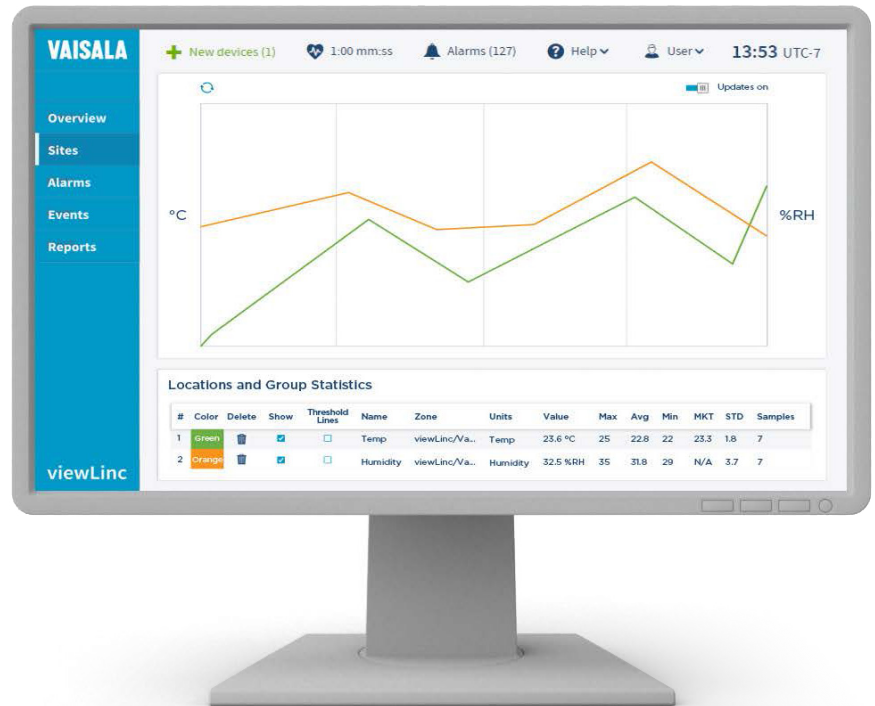 VAISALA
New devices (1) 1:00 mm:ss Alarms (127) Help User 13:53 UTC-7
Updates on
Overview
Sites
Alarms
Events
Reports
°C
%RH
Locations and Group Statistics
# Color Delete Show Threshold Lines Name Zone Units Value Max Avg Min MKT STD Samples
1 Green Temp viewLinc/Va... Temp 23.6 °C 25 22.8 22 23.3 1.8 7
2 Orange Humidity viewLinc/Va... Humidity 32.5 %RH 35 31.8 29 N/A 3.7 7
viewLinc